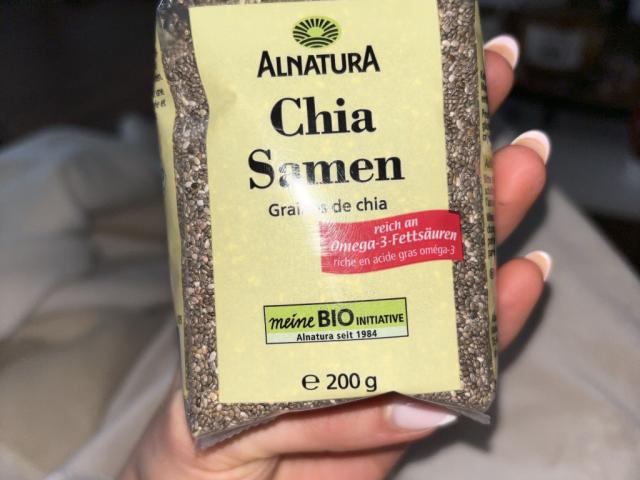 ALNATURA
Chia
Samen
Graines de chia
reich an
Omega-3-Fettsäuren
riche en acide gras oméga-3
meine BIO INITIATIVE
Alnatura seit 1984
℮ 200 g